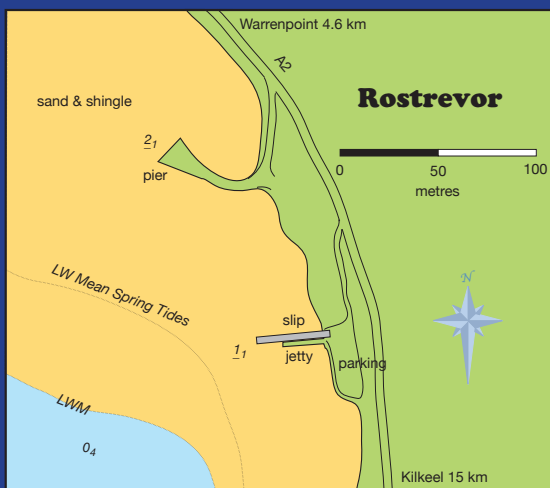 Warrenpoint 4.6 km
A2
Rostrevor
sand & shingle
2₁
pier
0 50 100
metres
N
LW Mean Spring Tides
slip
1₁
jetty
parking
LWM
0₄
Kilkeel 15 km